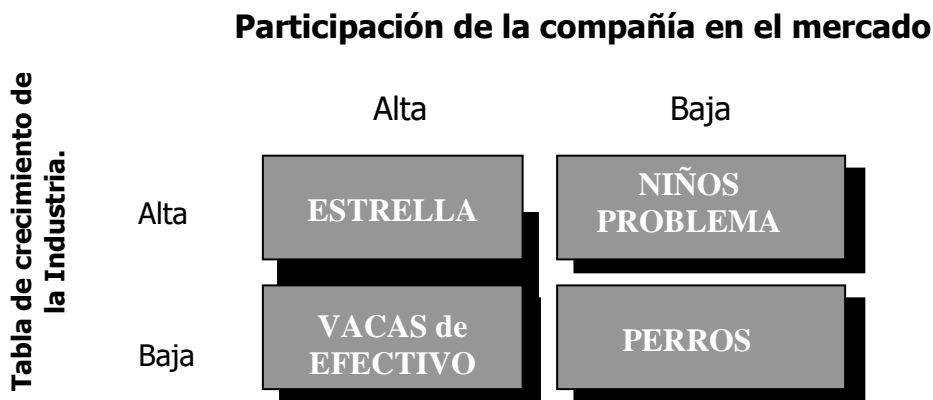 Participación de la compañía en el mercado
Tabla de crecimiento de
la Industria.
Alta
Baja
Alta
ESTRELLA
NIÑOS
PROBLEMA
Baja
VACAS de
EFECTIVO
PERROS